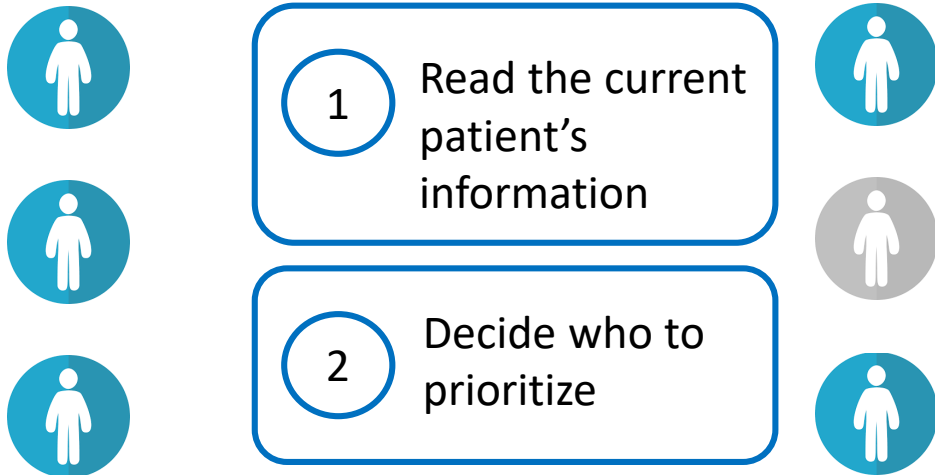 1
Read the current
patient’s
information
2
Decide who to
prioritize